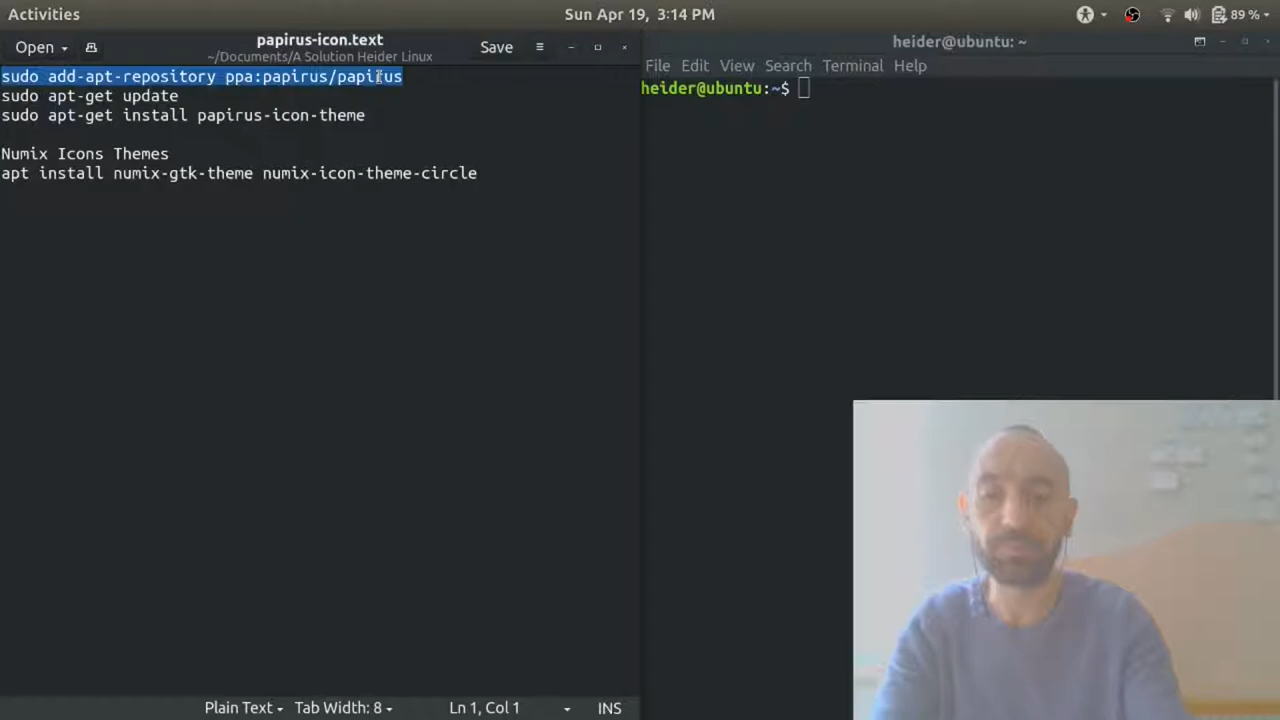 Activities
Sun Apr 19, 3:14 PM
89 %
Open
papirus-icon.text
~/Documents/A Solution Heider Linux
Save
sudo add-apt-repository ppa:papirus/papirus
sudo apt-get update
sudo apt-get install papirus-icon-theme
Numix Icons Themes
apt install numix-gtk-theme numix-icon-theme-circle
Plain Text
Tab Width: 8
Ln 1, Col 1
INS
heider@ubuntu: ~
File Edit View Search Terminal Help
heider@ubuntu:~$